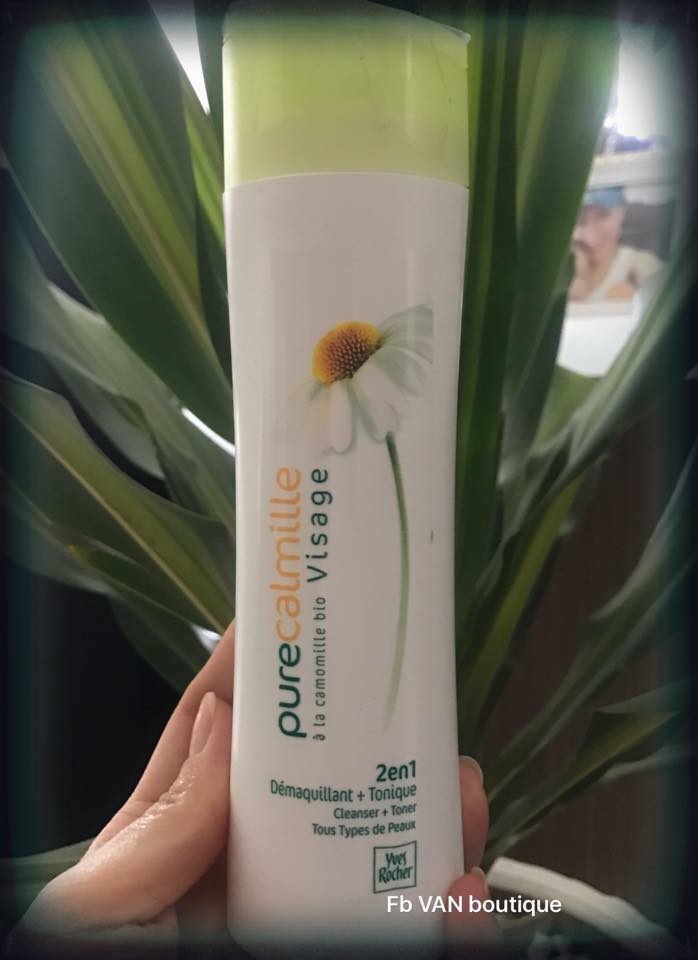 purecalmille
à la camomille bio Visage
2en1
Démaquillant + Tonique
Cleanser + Toner
Tous Types de Peaux
Yves
Rocher
Fb VAN boutique